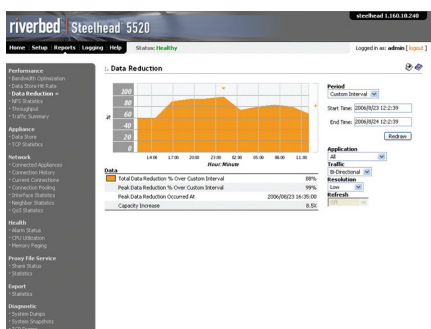 steelhead 1.160.10.240
riverbed Steelhead 5520
Home Setup Reports Logging Help Status: Healthy Logged in as: admin [ logout ]
Performance
Bandwidth Optimization
Data Store Hit Rate
Data Reduction
NFS Statistics
Throughput
Traffic Summary
Appliance
Data Store
TCP Statistics
Network
Connected Appliances
Connection History
Current Connections
Connection Pooling
Interface Statistics
Neighbor Statistics
QoS Statistics
Health
Alarm Status
CPU Utilization
Memory Paging
Proxy File Service
Share Status
Statistics
Export
Statistics
Diagnostic
System Dumps
System Snapshots
TCP Dumps
Data Reduction
100
80
60
40
20
0
%
14:00 17:00 20:00 23:00 02:00 05:00 08:00 11:00
Hour:Minute
Data
Total Data Reduction % Over Custom Interval 88%
Peak Data Reduction % Over Custom Interval 99%
Peak Data Reduction Occurred At 2006/08/23 16:35:00
Capacity Increase 8.5X
Period
Custom Interval
Start Time: 2006/8/23 12:2:39
End Time: 2006/8/24 12:2:39
Redraw
Application
All
Traffic
Bi-Directional
Resolution
Low
Refresh
Off